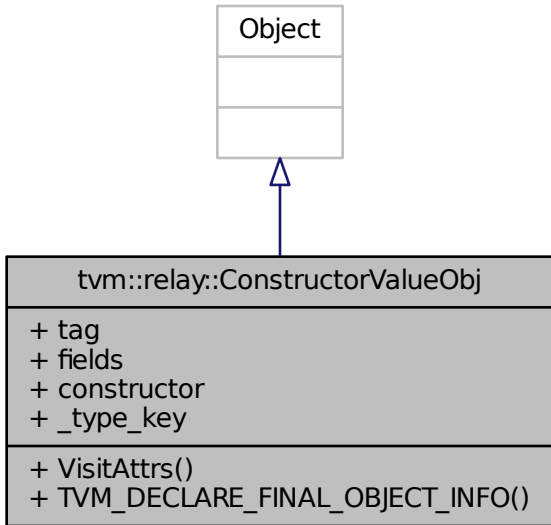 Object
tvm::relay::ConstructorValueObj
+ tag
+ fields
+ constructor
+ _type_key
+ VisitAttrs()
+ TVM_DECLARE_FINAL_OBJECT_INFO()